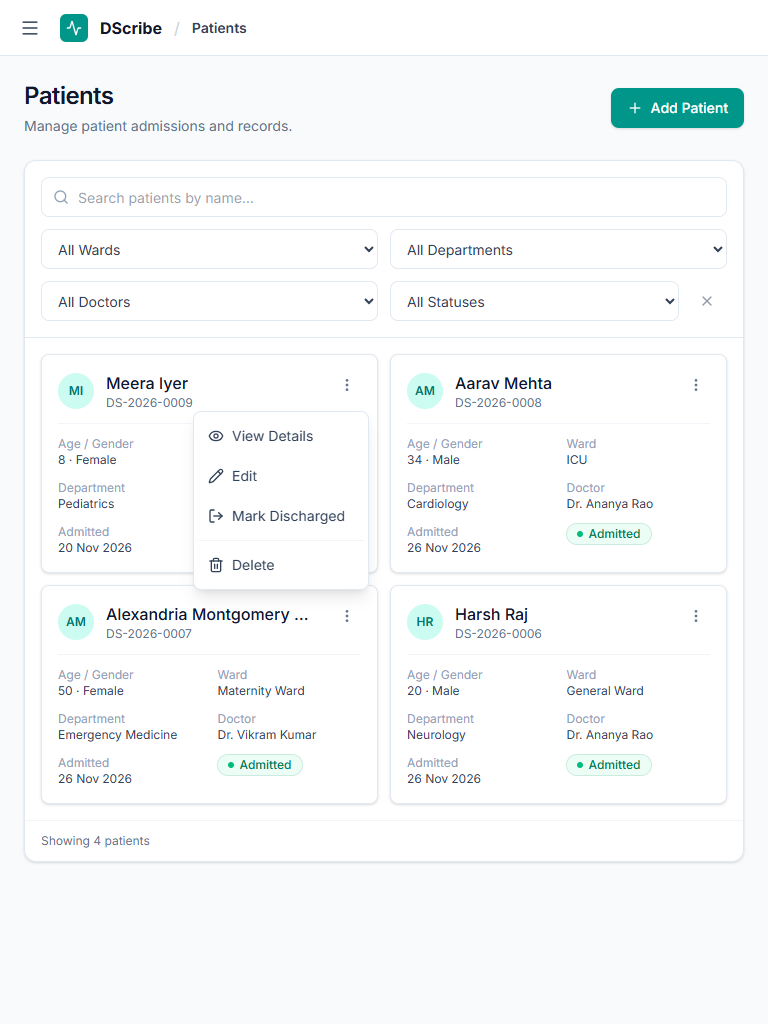 DScribe / Patients
Patients
Manage patient admissions and records.
+ Add Patient
Search patients by name...
All Wards
All Departments
All Doctors
All Statuses
MI
Meera Iyer
DS-2026-0009
Age / Gender
8 · Female
Department
Pediatrics
Admitted
20 Nov 2026
View Details
Edit
Mark Discharged
Delete
AM
Aarav Mehta
DS-2026-0008
Age / Gender
34 · Male
Ward
ICU
Department
Cardiology
Doctor
Dr. Ananya Rao
Admitted
26 Nov 2026
Admitted
AM
Alexandria Montgomery ...
DS-2026-0007
Age / Gender
50 · Female
Ward
Maternity Ward
Department
Emergency Medicine
Doctor
Dr. Vikram Kumar
Admitted
26 Nov 2026
Admitted
HR
Harsh Raj
DS-2026-0006
Age / Gender
20 · Male
Ward
General Ward
Department
Neurology
Doctor
Dr. Ananya Rao
Admitted
26 Nov 2026
Admitted
Showing 4 patients